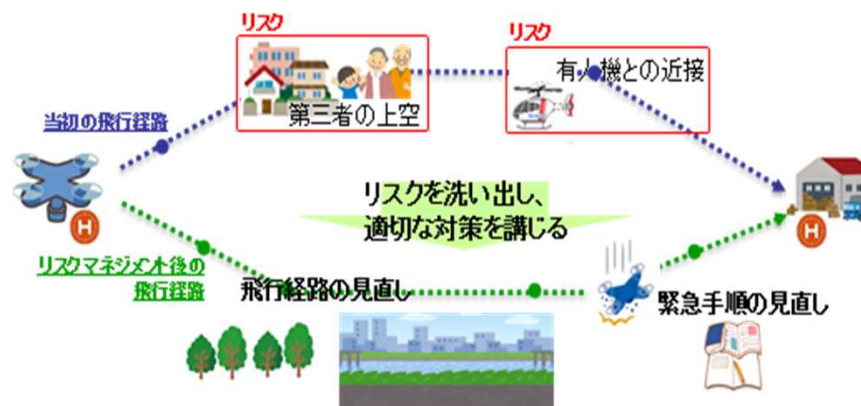 リスク
リスク
有人機との近接
第三者の上空
当初の飛行経路
リスクを洗い出し、
適切な対策を講じる
H
H
リスクマネジメント後の
飛行経路
飛行経路の見直し
緊急手順の見直し